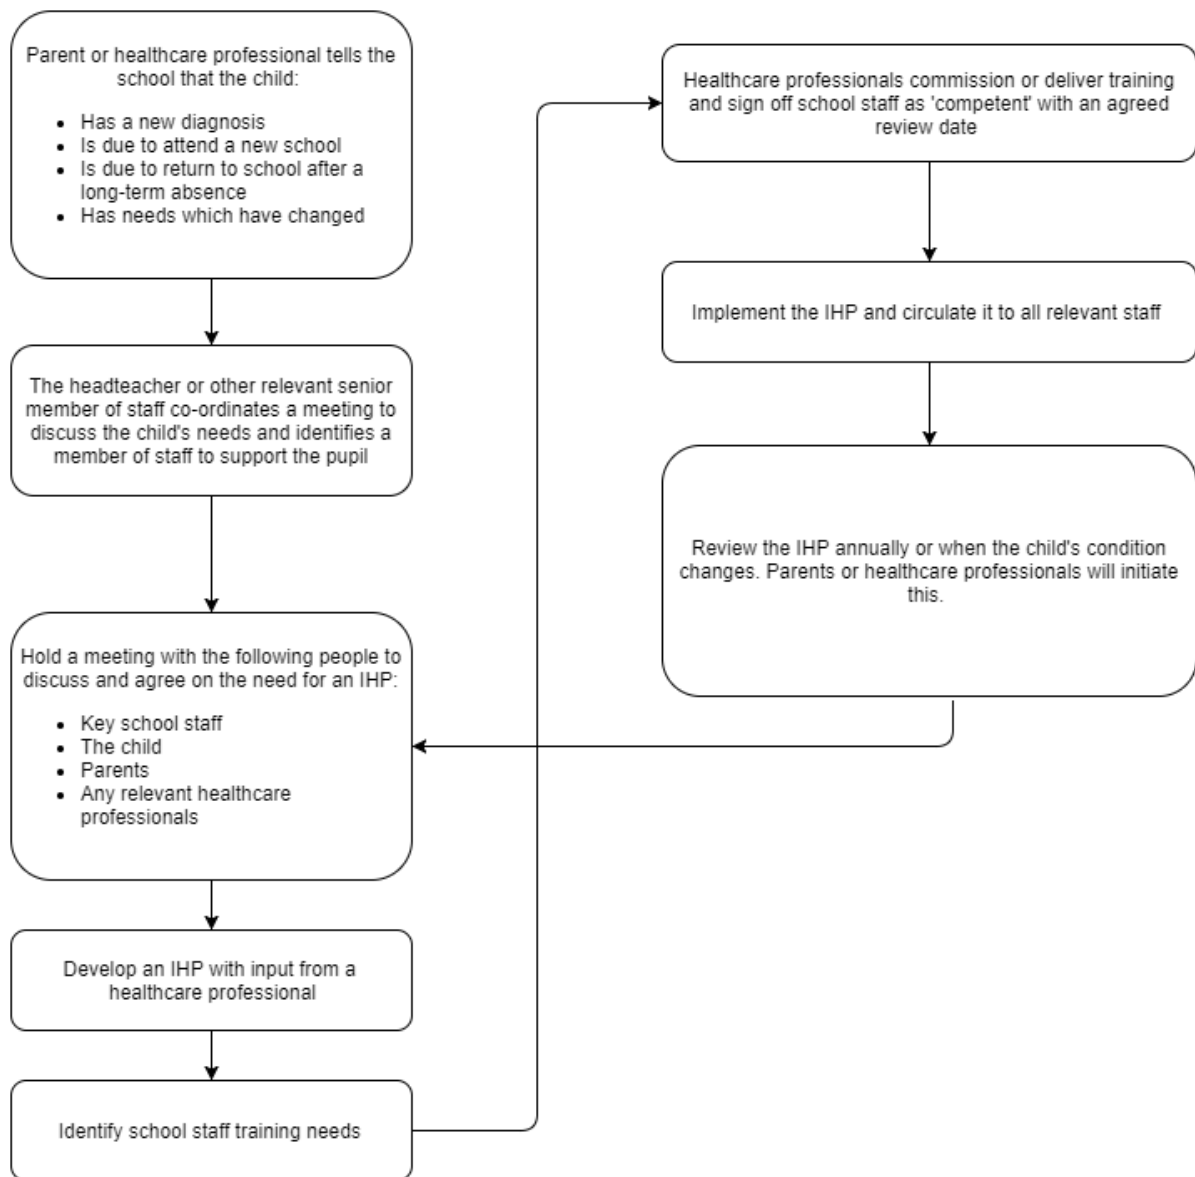 Parent or healthcare professional tells the
school that the child:
• Has a new diagnosis
• Is due to attend a new school
• Is due to return to school after a
long-term absence
• Has needs which have changed
The headteacher or other relevant senior
member of staff co-ordinates a meeting to
discuss the child's needs and identifies a
member of staff to support the pupil
Hold a meeting with the following people to
discuss and agree on the need for an IHP:
• Key school staff
• The child
• Parents
• Any relevant healthcare
professionals
Develop an IHP with input from a
healthcare professional
Identify school staff training needs
Healthcare professionals commission or deliver training
and sign off school staff as 'competent' with an agreed
review date
Implement the IHP and circulate it to all relevant staff
Review the IHP annually or when the child's condition
changes. Parents or healthcare professionals will initiate
this.